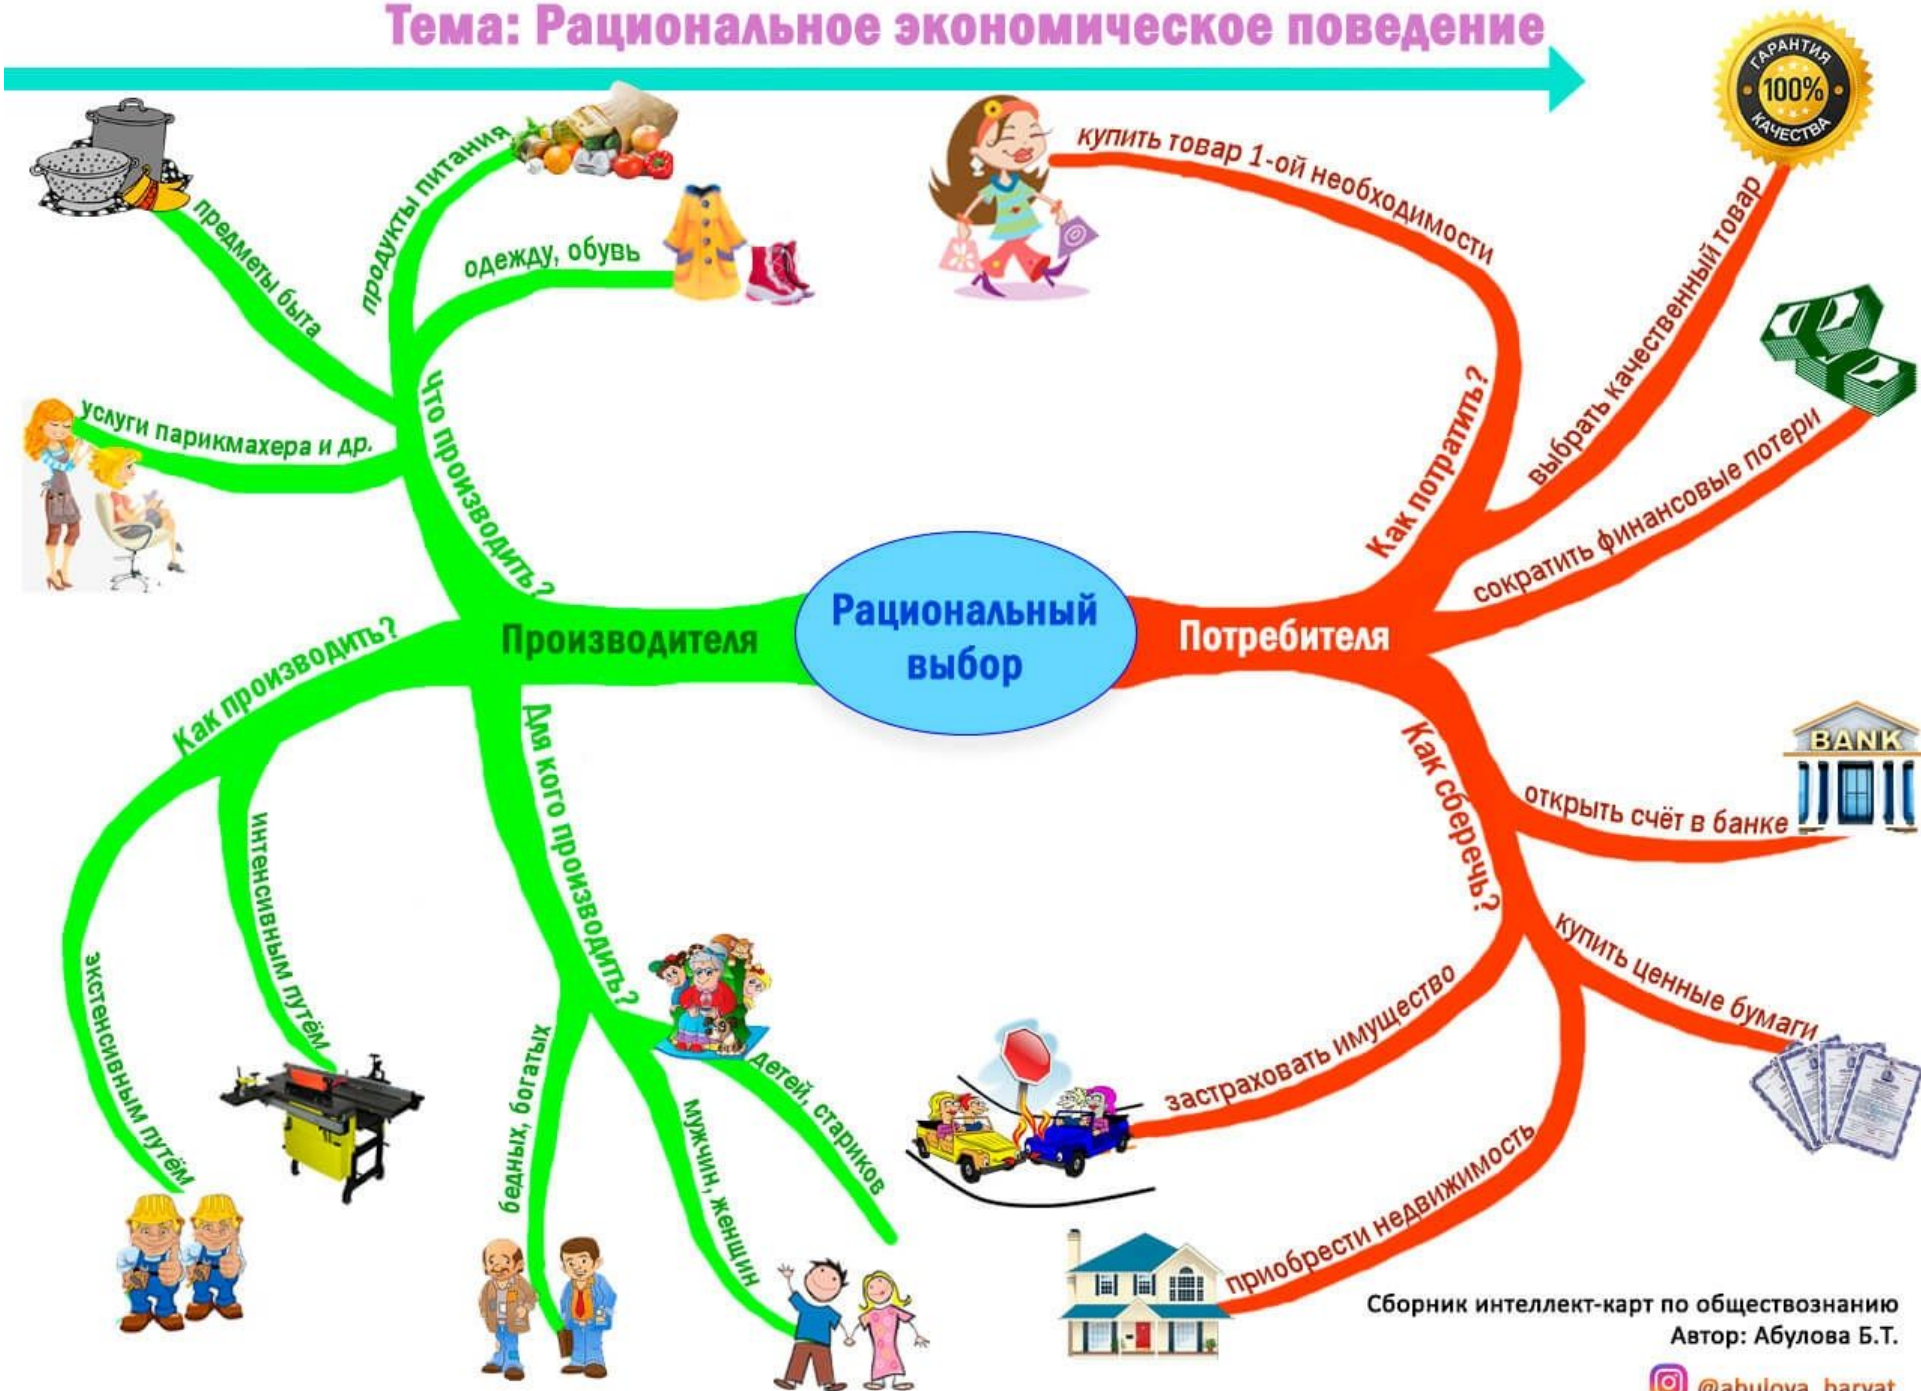 Тема: Рациональное экономическое поведение
ГАРАНТИЯ
100%
КАЧЕСТВА
Рациональный
выбор
Производителя
Что производить?
предметы быта
продукты питания
одежду, обувь
услуги парикмахера и др.
Как производить?
экстенсивным путём
интенсивным путём
Для кого производить?
бедных, богатых
мужчин, женщин
детей, стариков
Потребителя
Как потратить?
купить товар 1-ой необходимости
выбрать качественный товар
сократить финансовые потери
Как сберечь?
открыть счёт в банке
BANK
купить ценные бумаги
застраховать имущество
приобрести недвижимость
Сборник интеллект-карт по обществознанию
Автор: Абулова Б.Т.
@abulova_baryat